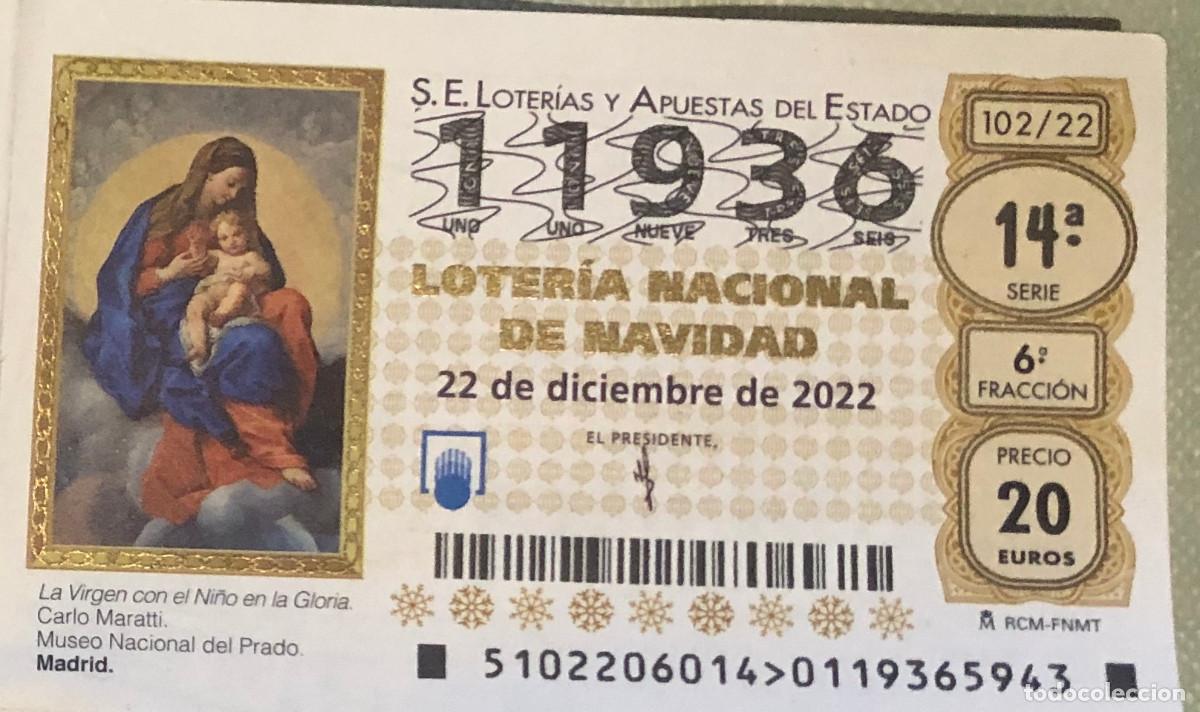 S. E. LOTERÍAS Y APUESTAS DEL ESTADO
11936
UNO UNO NUEVE TRES SEIS
LOTERÍA NACIONAL
DE NAVIDAD
22 de diciembre de 2022
EL PRESIDENTE,
102/22
14ª
SERIE
6ª
FRACCIÓN
PRECIO
20
EUROS
RCM-FNMT
La Virgen con el Niño en la Gloria.
Carlo Maratti.
Museo Nacional del Prado.
Madrid.
5102206014>0119365943
todocoleccion